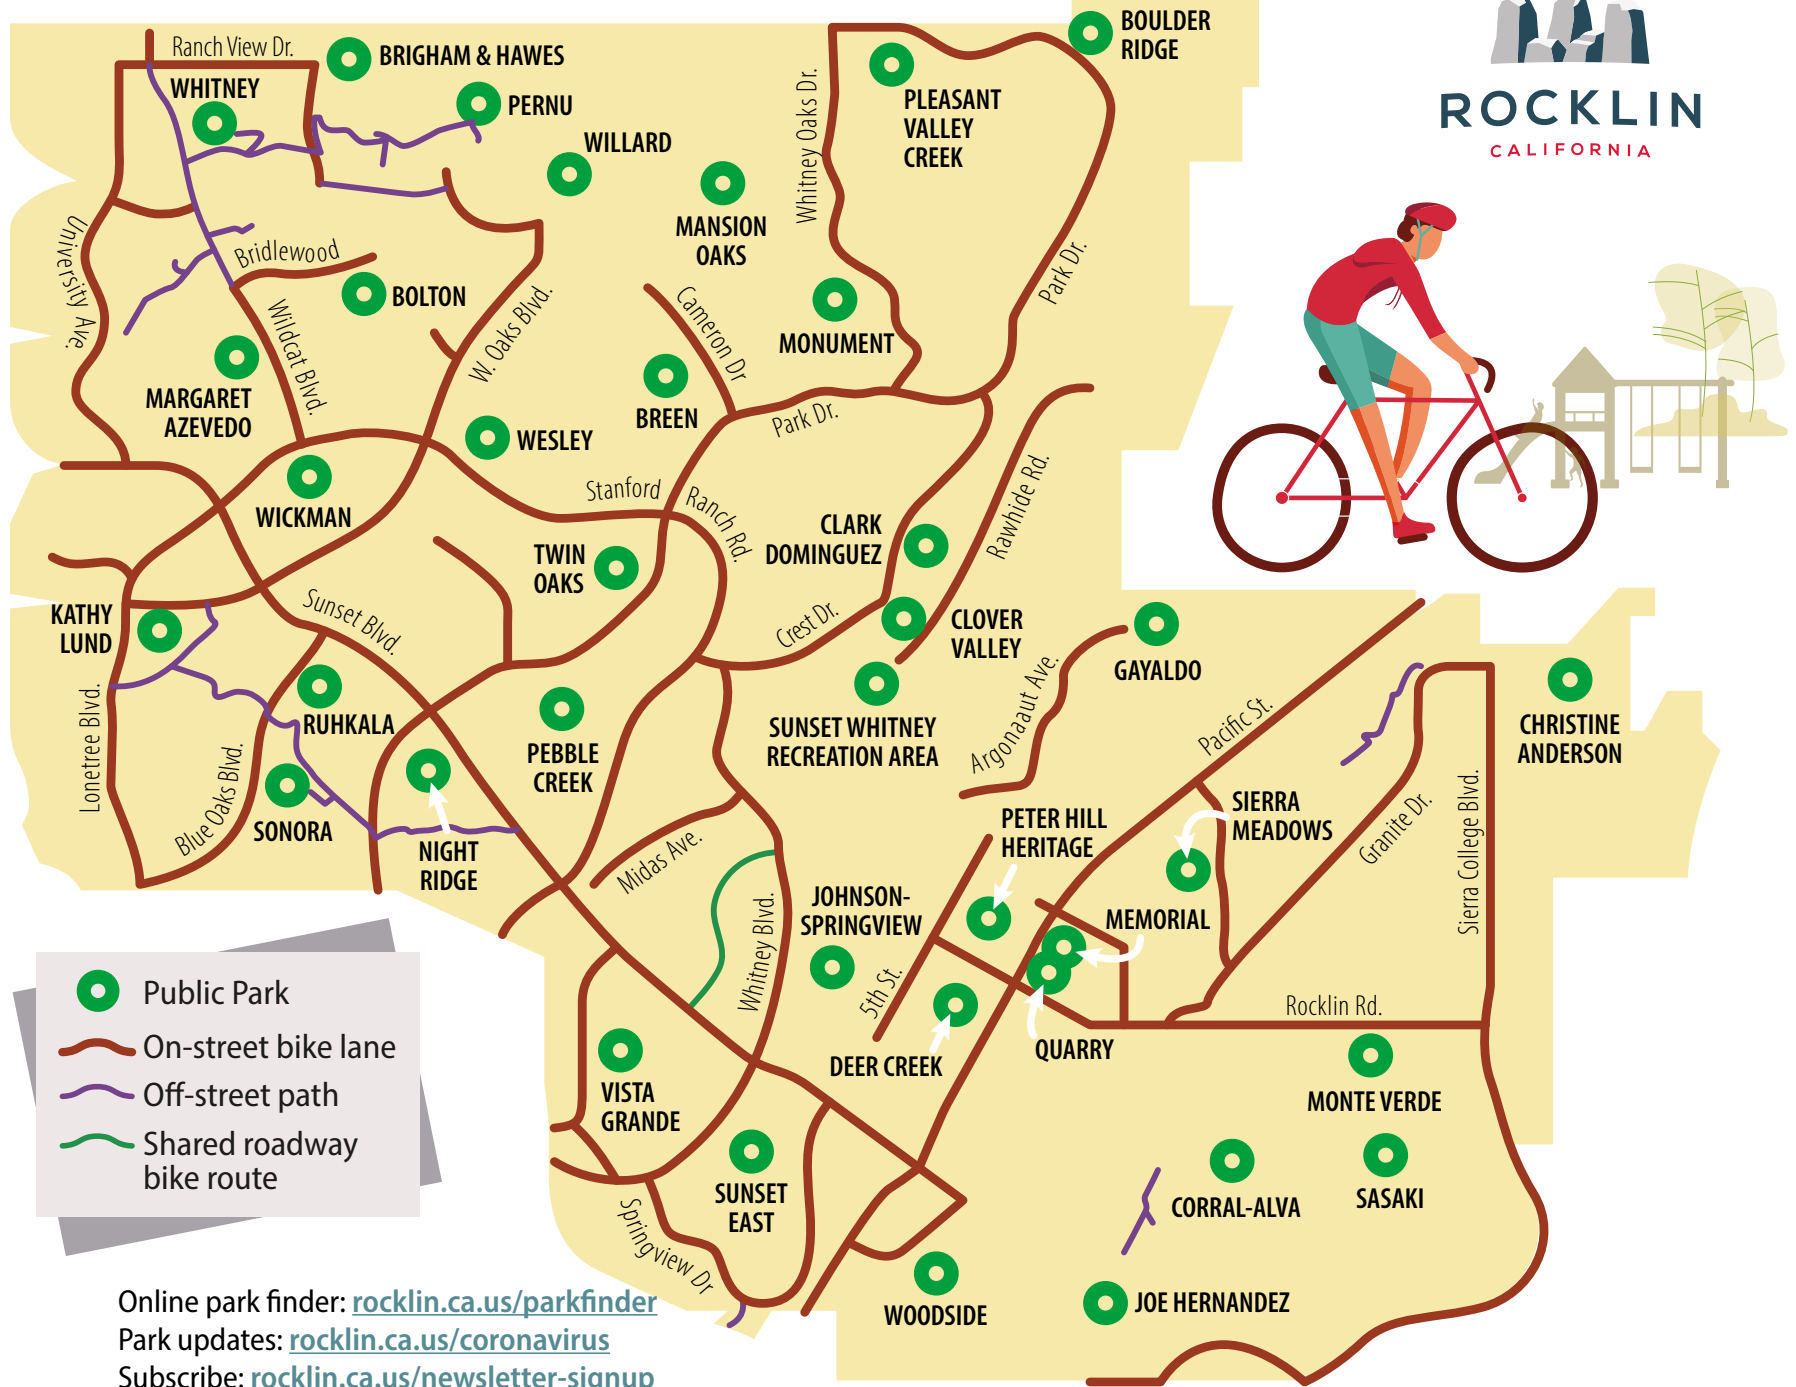 Ranch View Dr.
BRIGHAM & HAWES
BOULDER
RIDGE
WHITNEY
PERNU
WILLARD
Whitney Oaks Dr.
PLEASANT
VALLEY
CREEK
ROCKLIN
CALIFORNIA
MANSION
OAKS
University Ave.
Bridlewood
BOLTON
Wildcat Blvd.
W. Oaks Blvd.
Cameron Dr
MONUMENT
Park Dr.
MARGARET
AZEVEDO
BREEN
Park Dr.
WESLEY
WICKMAN
Stanford
Ranch Rd.
CLARK
DOMINGUEZ
Rawhide Rd.
TWIN
OAKS
KATHY
LUND
Sunset Blvd.
Crest Dr.
CLOVER
VALLEY
GAYALDO
Lonetree Blvd.
RUHKALA
PEBBLE
CREEK
SUNSET WHITNEY
RECREATION AREA
Argonaaut Ave.
Pacific St.
CHRISTINE
ANDERSON
Blue Oaks Blvd.
SONORA
NIGHT
RIDGE
Midas Ave.
PETER HILL
HERITAGE
SIERRA
MEADOWS
Granite Dr.
Sierra College Blvd.
JOHNSON-
SPRINGVIEW
MEMORIAL
Whitney Blvd.
5th St.
Rocklin Rd.
DEER CREEK
QUARRY
Public Park
On-street bike lane
Off-street path
Shared roadway
bike route
VISTA
GRANDE
MONTE VERDE
SUNSET
EAST
CORRAL-ALVA
SASAKI
Springview Dr
WOODSIDE
JOE HERNANDEZ
Online park finder: rocklin.ca.us/parkfinder
Park updates: rocklin.ca.us/coronavirus
Subscribe: rocklin.ca.us/newsletter-signup